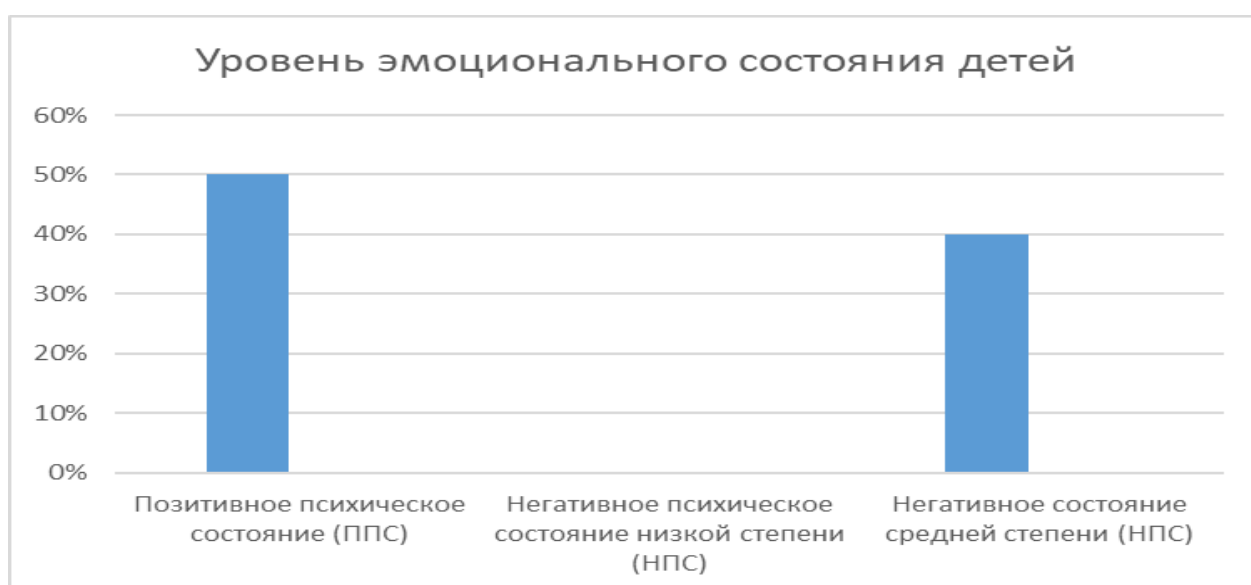 Уровень эмоционального состояния детей
60%
50%
40%
30%
20%
10%
0%
Позитивное психическое
состояние (ППС)
Негативное психическое
состояние низкой степени
(НПС)
Негативное состояние
средней степени (НПС)